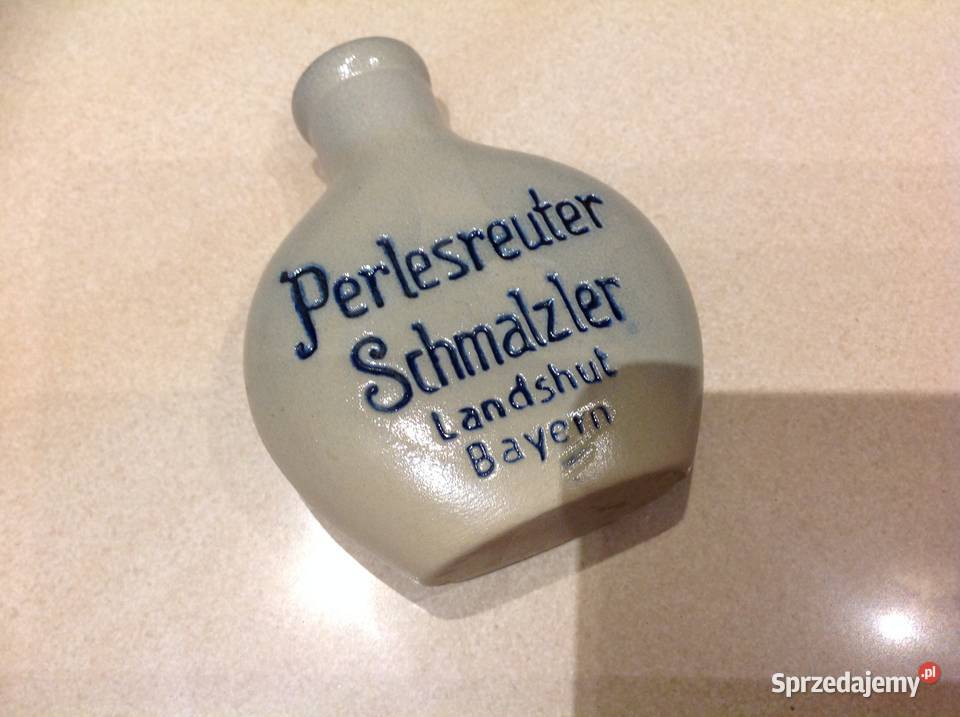 Perlesreuter
Schmalzler
Landshut
Bayern
Sprzedajemy.pl